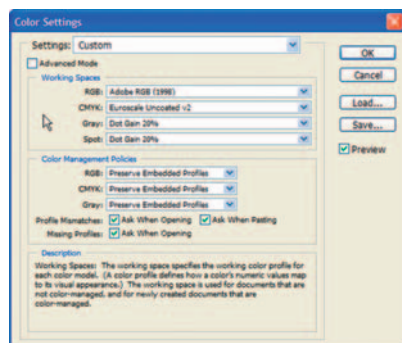 Color Settings
Settings: Custom
OK
Advanced Mode
Cancel
Working Spaces
RGB: Adobe RGB (1998)
Load...
CMYK: Euroscale Uncoated v2
Gray: Dot Gain 20%
Save...
Spot: Dot Gain 20%
Preview
Color Management Policies
RGB: Preserve Embedded Profiles
CMYK: Preserve Embedded Profiles
Gray: Preserve Embedded Profiles
Profile Mismatches: Ask When Opening Ask When Pasting
Missing Profiles: Ask When Opening
Description
Working Spaces: The working space specifies the working color profile for
each color model. (A color profile defines how a color's numeric values map
to its visual appearance.) The working space is used for documents that are
not color-managed, and for newly created documents that are
color-managed.